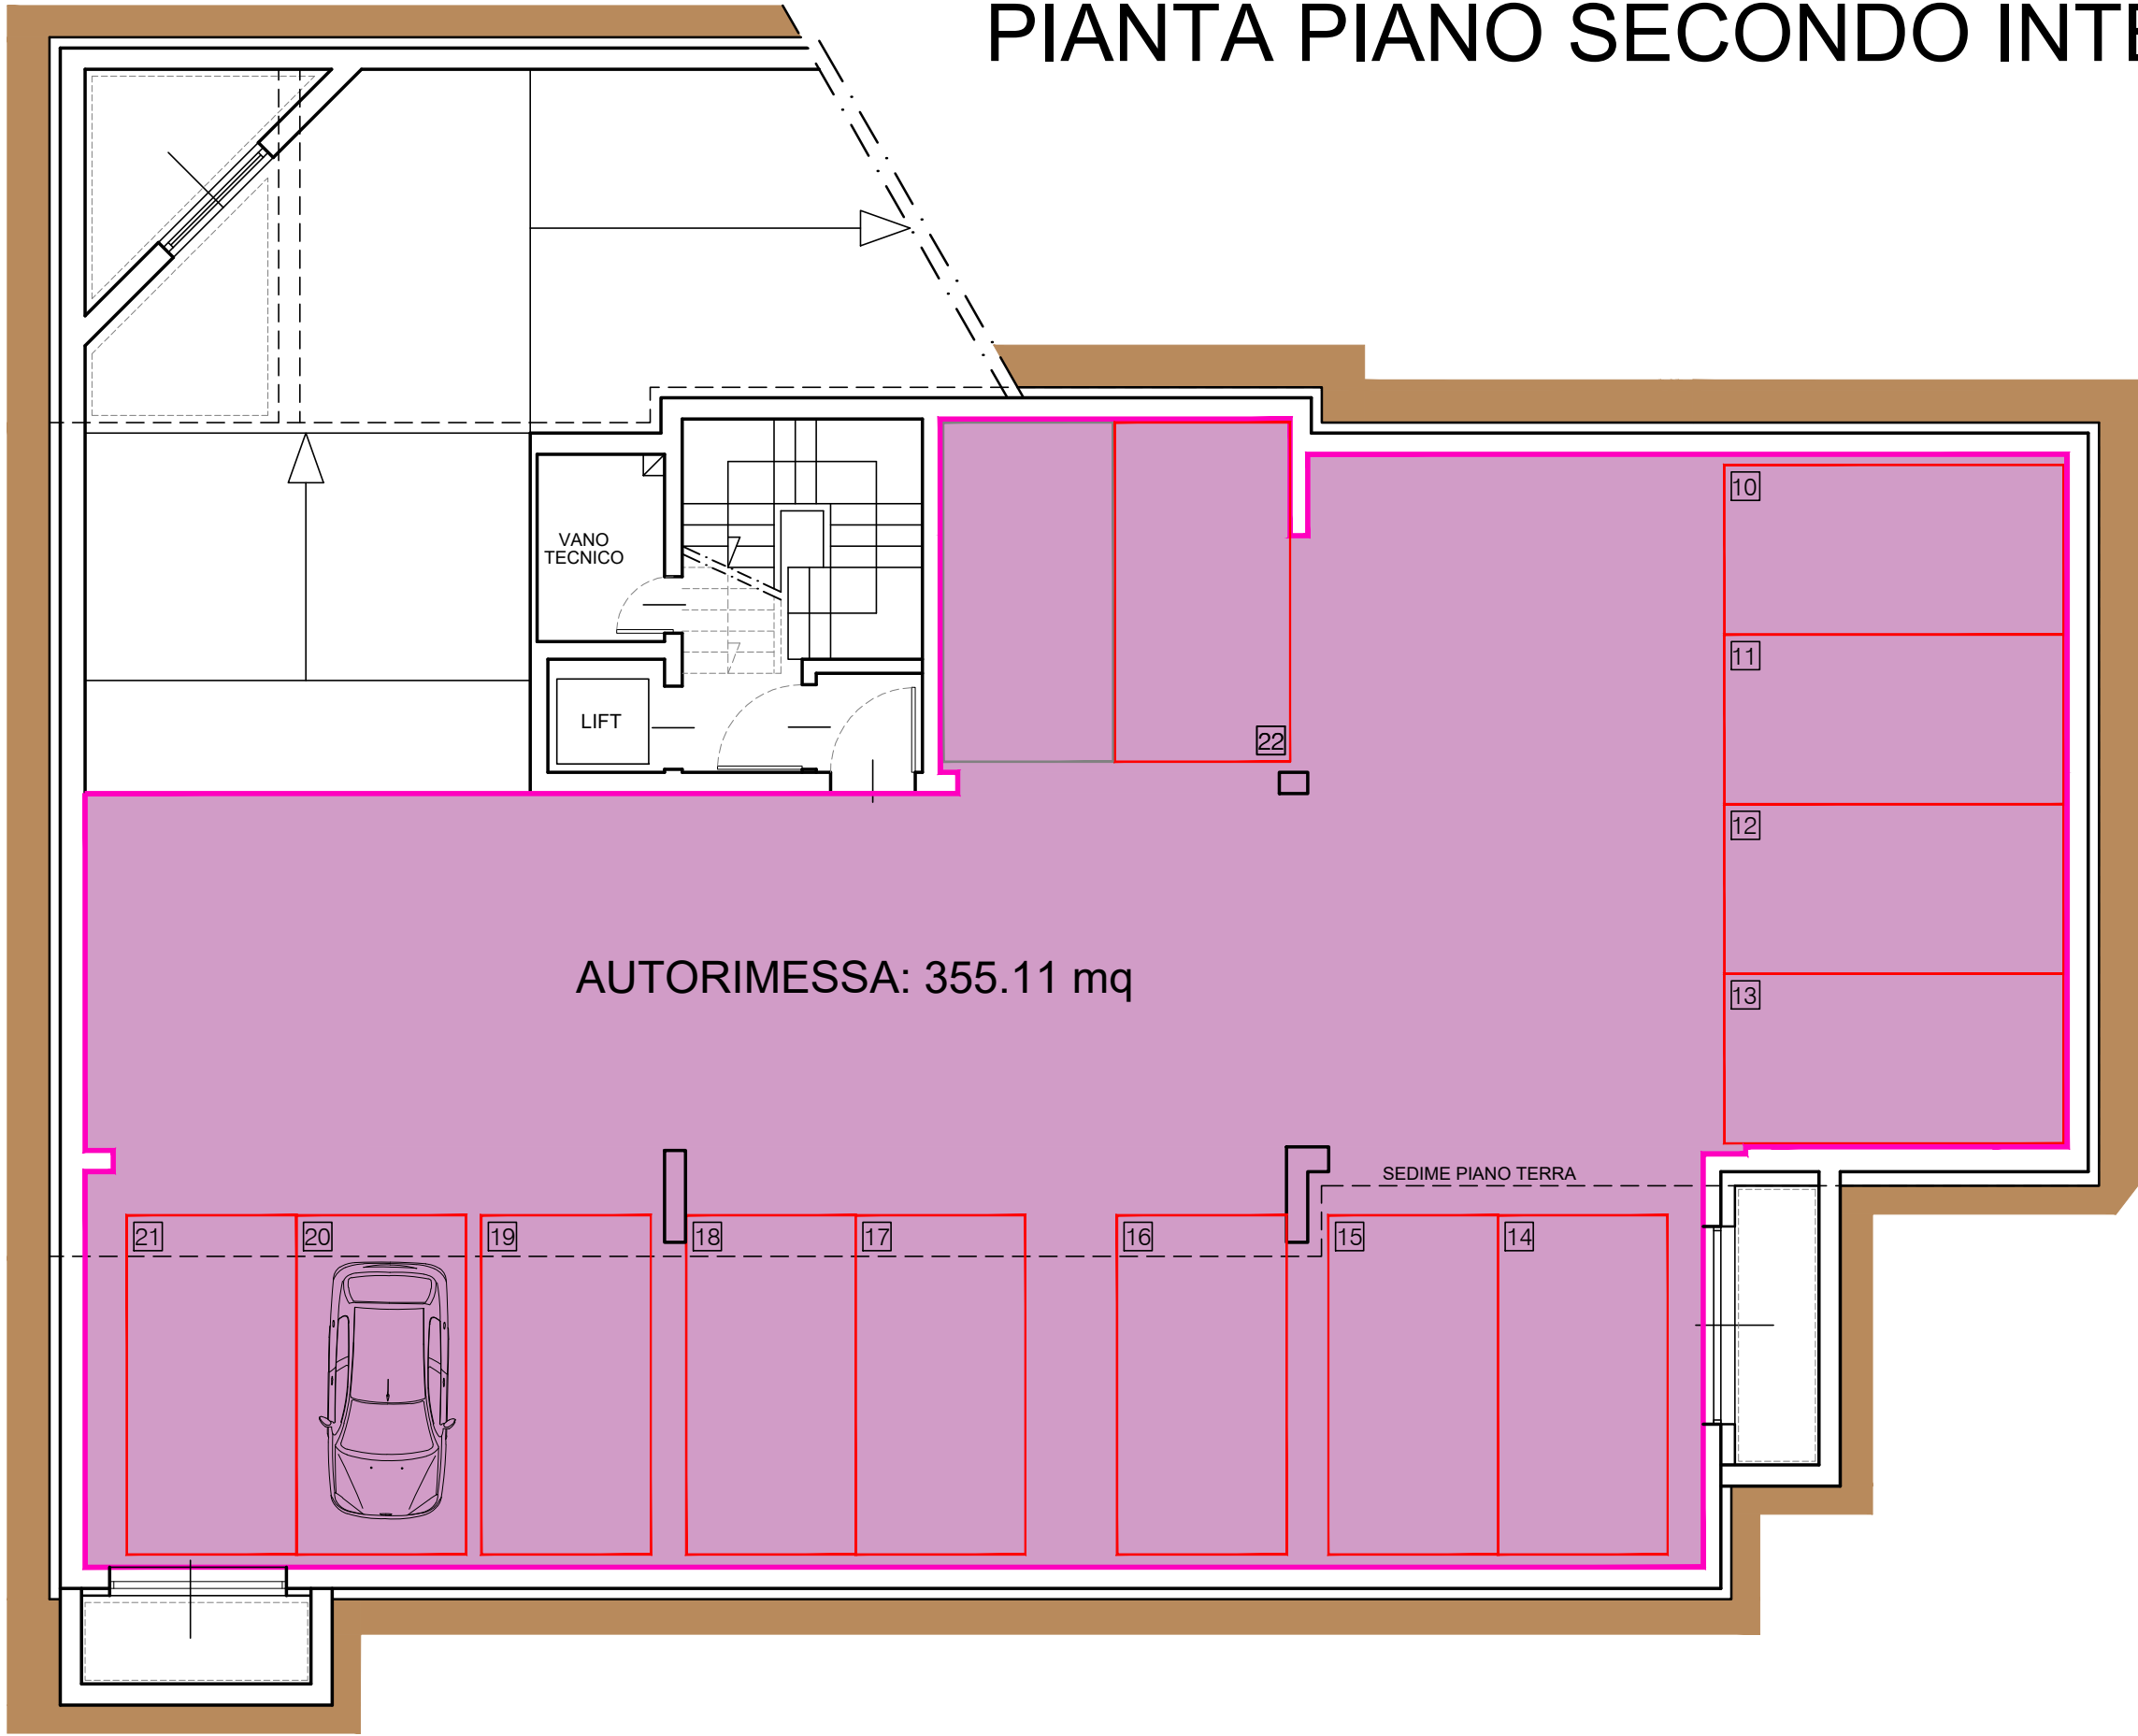 PIANTA PIANO SECONDO INTE
10
VANO
TECNICO
11
LIFT
22
12
AUTORIMESSA: 355.11 mq
13
SEDIME PIANO TERRA
21
20
19
18
17
16
15
14